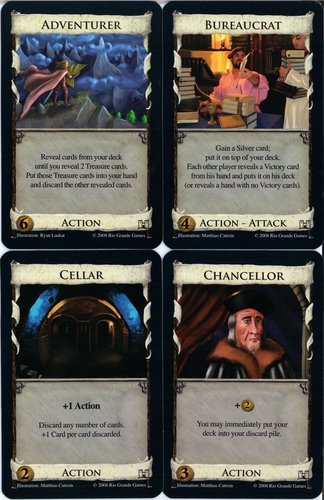 ADVENTURER
Reveal cards from your deck
until you reveal 2 Treasure cards.
Put those Treasure cards into your hand
and discard the other revealed cards.
6
ACTION
Illustration: Ryan Laukat
© 2008 Rio Grande Games
BUREAUCRAT
Gain a Silver card;
put it on top of your deck.
Each other player reveals a Victory card
from his hand and puts it on his deck
(or reveals a hand with no Victory cards).
4
ACTION - ATTACK
Illustration: Matthias Catrein
© 2008 Rio Grande Games
CELLAR
+1 Action
Discard any number of cards.
+1 Card per card discarded.
2
ACTION
Illustration: Matthias Catrein
© 2008 Rio Grande Games
CHANCELLOR
+ 2
You may immediately put your
deck into your discard pile.
3
ACTION
Illustration: Matthias Catrein
© 2008 Rio Grande Games